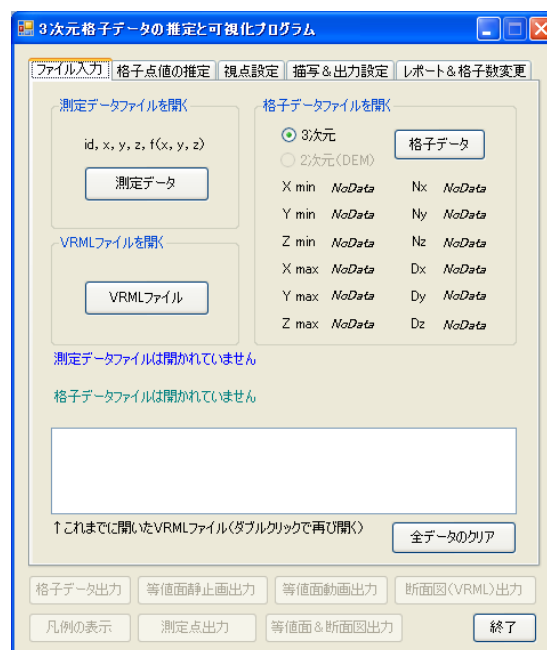 3次元格子データの推定と可視化プログラム
ファイル入力 格子点値の推定 視点設定 描写&出力設定 レポート&格子数変更
測定データファイルを開く
id, x, y, z, f(x, y, z)
測定データ
VRMLファイルを開く
VRMLファイル
格子データファイルを開く
3次元
2次元(DEM)
格子データ
X min NoData Nx NoData
Y min NoData Ny NoData
Z min NoData Nz NoData
X max NoData Dx NoData
Y max NoData Dy NoData
Z max NoData Dz NoData
測定データファイルは開かれていません
格子データファイルは開かれていません
↑これまでに開いたVRMLファイル(ダブルクリックで再び開く)
全データのクリア
格子データ出力 等値面静止画出力 等値面動画出力 断面図(VRML)出力
凡例の表示 測定点出力 等値面&断面図出力 終了